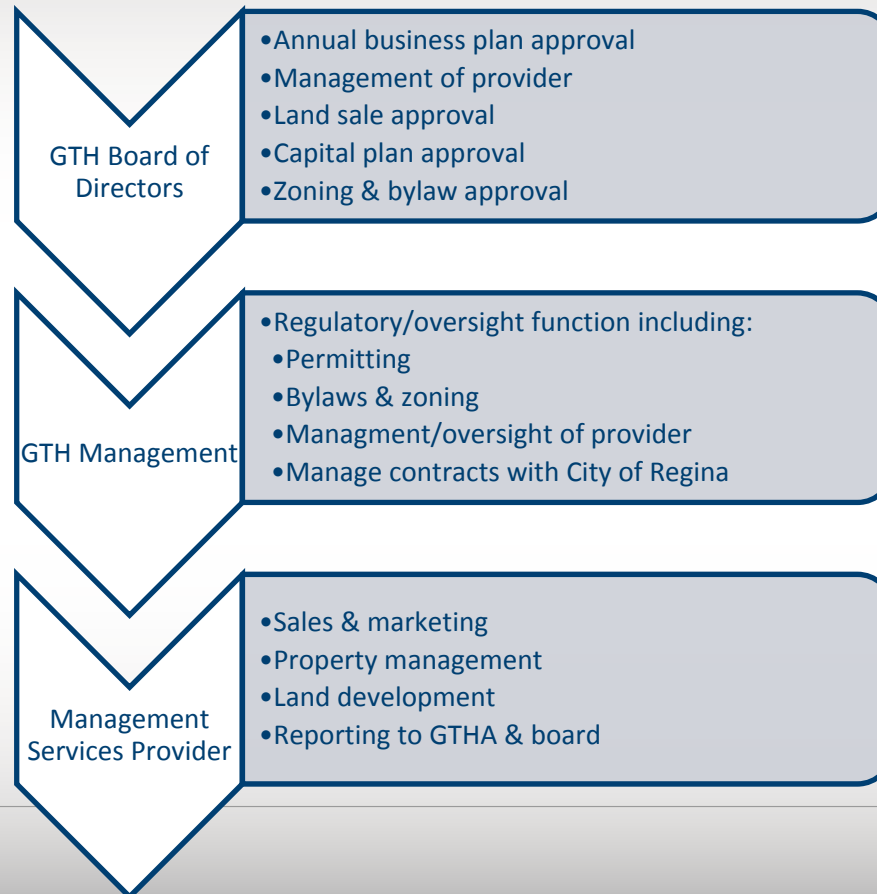 GTH Board of
Directors
•Annual business plan approval
•Management of provider
•Land sale approval
•Capital plan approval
•Zoning & bylaw approval
GTH Management
•Regulatory/oversight function including:
•Permitting
•Bylaws & zoning
•Managment/oversight of provider
•Manage contracts with City of Regina
Management
Services Provider
•Sales & marketing
•Property management
•Land development
•Reporting to GTHA & board